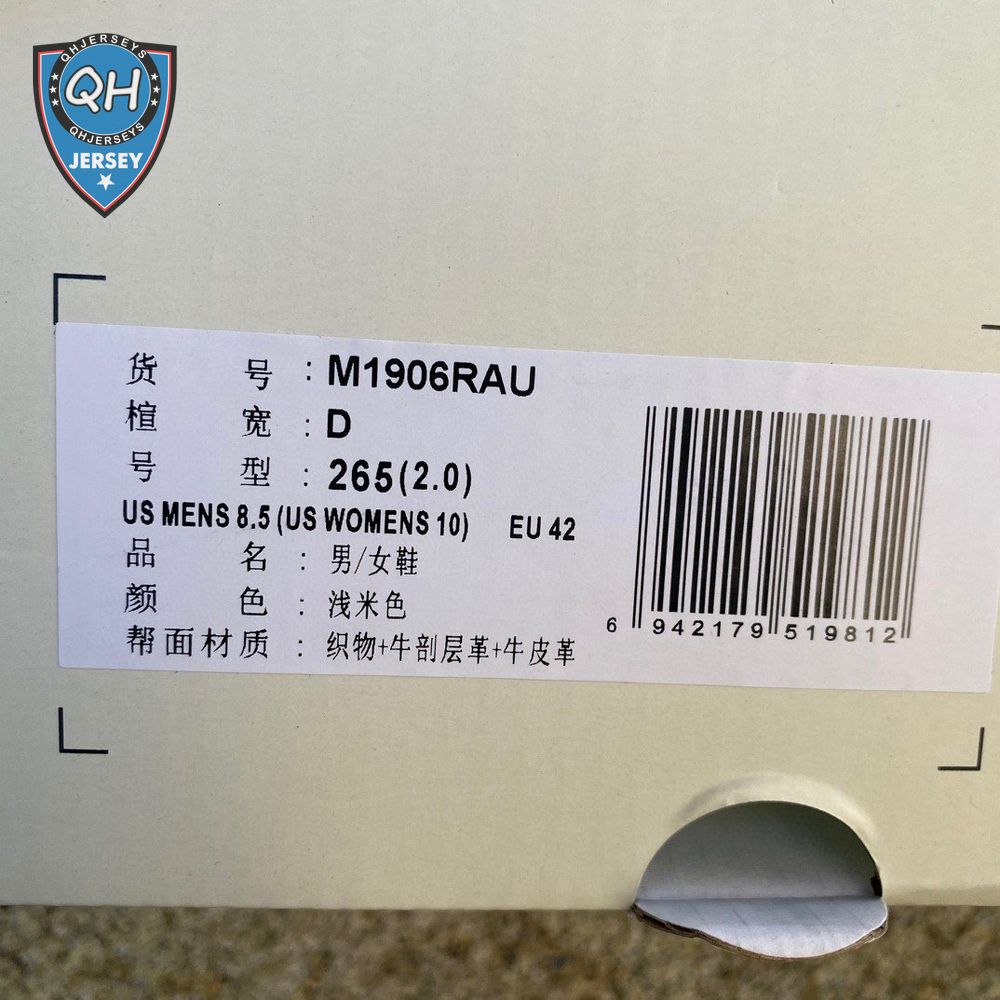 QHJERSEYS
QH
QHJERSEYS
JERSEY
货 号 : M1906RAU
楦 宽 : D
号 型 : 265(2.0)
US MENS 8.5 (US WOMENS 10) EU 42
品 名 : 男/女鞋
颜 色 : 浅米色
帮面材质 : 织物+牛剖层革+牛皮革
6 942179 519812